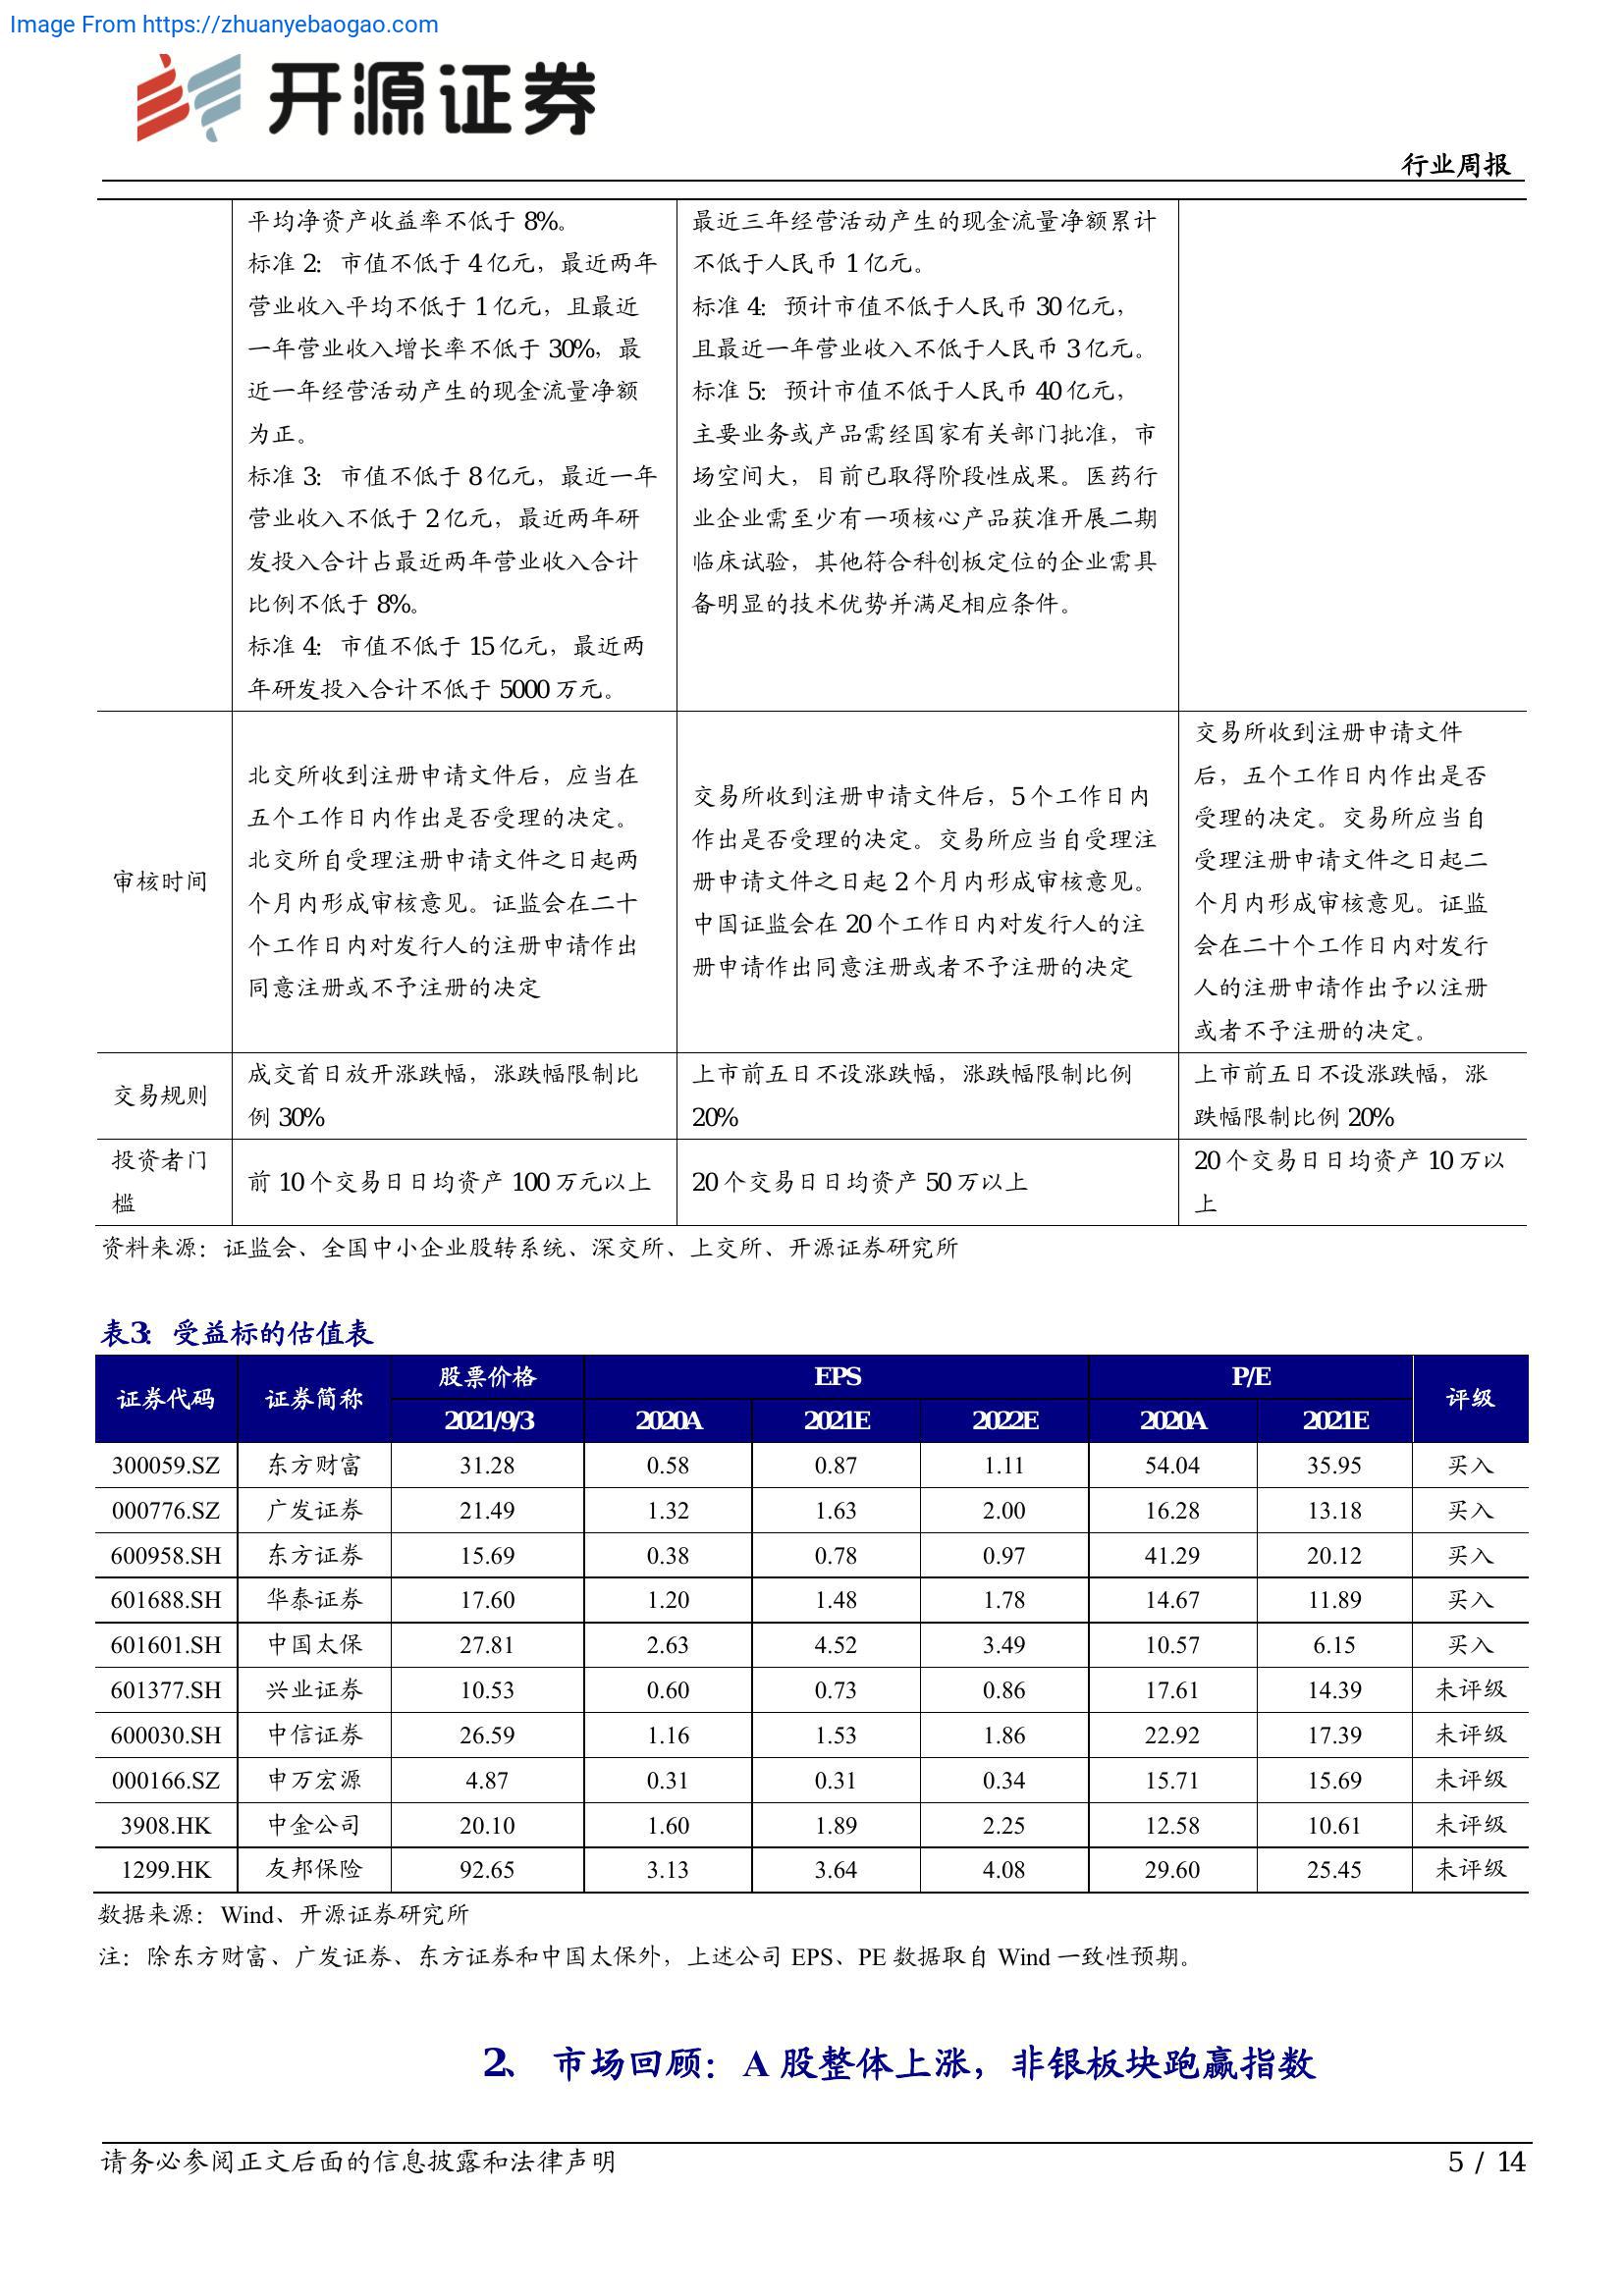 Image From https://zhuanyebaogao.com
开源证券
行业周报
平均净资产收益率不低于 8%。
标准 2：市值不低于 4 亿元，最近两年
营业收入平均不低于 1 亿元，且最近
一年营业收入增长率不低于 30%，最
近一年经营活动产生的现金流量净额
为正。
标准 3：市值不低于 8 亿元，最近一年
营业收入不低于 2 亿元，最近两年研
发投入合计占最近两年营业收入合计
比例不低于 8%。
标准 4：市值不低于 15 亿元，最近两
年研发投入合计不低于 5000 万元。
最近三年经营活动产生的现金流量净额累计
不低于人民币 1 亿元。
标准 4：预计市值不低于人民币 30 亿元，
且最近一年营业收入不低于人民币 3 亿元。
标准 5：预计市值不低于人民币 40 亿元，
主要业务或产品需经国家有关部门批准，市
场空间大，目前已取得阶段性成果。医药行
业企业需至少有一项核心产品获准开展二期
临床试验，其他符合科创板定位的企业需具
备明显的技术优势并满足相应条件。
审核时间
北交所收到注册申请文件后，应当在
五个工作日内作出是否受理的决定。
北交所自受理注册申请文件之日起两
个月内形成审核意见。证监会在二十
个工作日内对发行人的注册申请作出
同意注册或不予注册的决定
交易所收到注册申请文件后，5 个工作日内
作出是否受理的决定。交易所应当自受理注
册申请文件之日起 2 个月内形成审核意见。
中国证监会在 20 个工作日内对发行人的注
册申请作出同意注册或者不予注册的决定
交易所收到注册申请文件
后，五个工作日内作出是否
受理的决定。交易所应当自
受理注册申请文件之日起二
个月内形成审核意见。证监
会在二十个工作日内对发行
人的注册申请作出予以注册
或者不予注册的决定。
交易规则
成交首日放开涨跌幅，涨跌幅限制比
例 30%
上市前五日不设涨跌幅，涨跌幅限制比例
20%
上市前五日不设涨跌幅，涨
跌幅限制比例 20%
投资者门
槛
前 10 个交易日日均资产 100 万元以上
20 个交易日日均资产 50 万以上
20 个交易日日均资产 10 万以
上
资料来源：证监会、全国中小企业股转系统、深交所、上交所、开源证券研究所
表3：受益标的估值表
证券代码 证券简称 股票价格 EPS P/E 评级
2021/9/3 2020A 2021E 2022E 2020A 2021E
300059.SZ 东方财富 31.28 0.58 0.87 1.11 54.04 35.95 买入
000776.SZ 广发证券 21.49 1.32 1.63 2.00 16.28 13.18 买入
600958.SH 东方证券 15.69 0.38 0.78 0.97 41.29 20.12 买入
601688.SH 华泰证券 17.60 1.20 1.48 1.78 14.67 11.89 买入
601601.SH 中国太保 27.81 2.63 4.52 3.49 10.57 6.15 买入
601377.SH 兴业证券 10.53 0.60 0.73 0.86 17.61 14.39 未评级
600030.SH 中信证券 26.59 1.16 1.53 1.86 22.92 17.39 未评级
000166.SZ 申万宏源 4.87 0.31 0.31 0.34 15.71 15.69 未评级
3908.HK 中金公司 20.10 1.60 1.89 2.25 12.58 10.61 未评级
1299.HK 友邦保险 92.65 3.13 3.64 4.08 29.60 25.45 未评级
数据来源：Wind、开源证券研究所
注：除东方财富、广发证券、东方证券和中国太保外，上述公司 EPS、PE 数据取自 Wind 一致性预期。
2、 市场回顾：A 股整体上涨，非银板块跑赢指数
请务必参阅正文后面的信息披露和法律声明 5 / 14